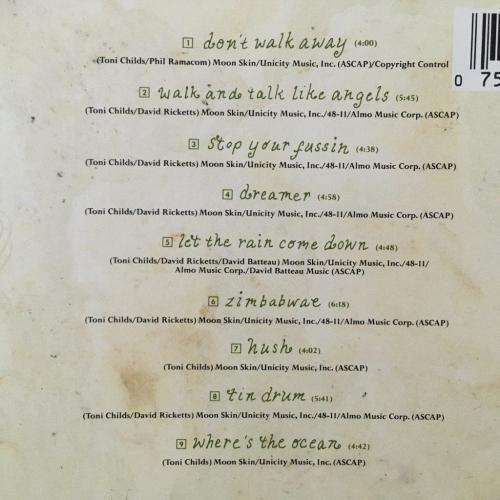 1 don't walk away (4:00)
(Toni Childs/Phil Ramacom) Moon Skin/Unicity Music, Inc. (ASCAP)/Copyright Control
2 walk and talk like angels (5:45)
(Toni Childs/David Ricketts) Moon Skin/Unicity Music, Inc./48-11/Almo Music Corp. (ASCAP)
3 stop your fussin (4:38)
(Toni Childs/David Ricketts) Moon Skin/Unicity Music, Inc./48-11/Almo Music Corp. (ASCAP)
4 dreamer (4:58)
(Toni Childs/David Ricketts) Moon Skin/Unicity Music, Inc./48-11/Almo Music Corp. (ASCAP)
5 let the rain come down (4:48)
(Toni Childs/David Ricketts/David Batteau) Moon Skin/Unicity Music, Inc./48-11/
Almo Music Corp./David Batteau Music (ASCAP)
6 zimbabwae (6:18)
(Toni Childs/David Ricketts) Moon Skin/Unicity Music, Inc./48-11/Almo Music Corp. (ASCAP)
7 hush (4:02)
(Toni Childs) Moon Skin/Unicity Music, Inc. (ASCAP)
8 tin drum (5:41)
(Toni Childs/David Ricketts) Moon Skin/Unicity Music, Inc./48-11/Almo Music Corp. (ASCAP)
9 where's the ocean (4:42)
(Toni Childs) Moon Skin/Unicity Music, Inc. (ASCAP)
0 75